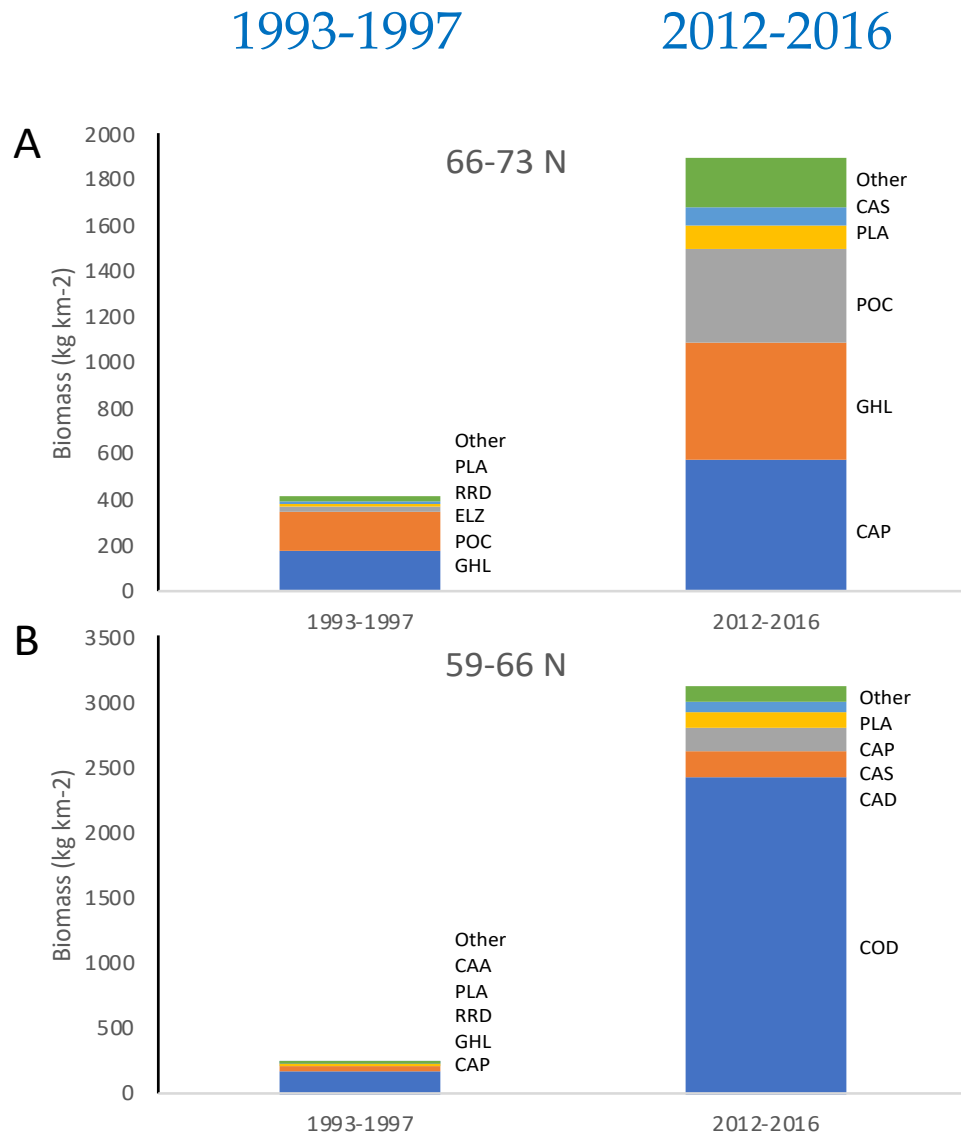 1993-1997 2012-2016
A
66-73 N
Biomass (kg km-2)
2000
1800
1600
1400
1200
1000
800
600
400
200
0
Other
PLA
RRD
ELZ
POC
GHL
Other
CAS
PLA
POC
GHL
CAP
1993-1997 2012-2016
B
59-66 N
Biomass (kg km-2)
3500
3000
2500
2000
1500
1000
500
0
Other
CAA
PLA
RRD
GHL
CAP
Other
PLA
CAP
CAS
CAD
COD
1993-1997 2012-2016